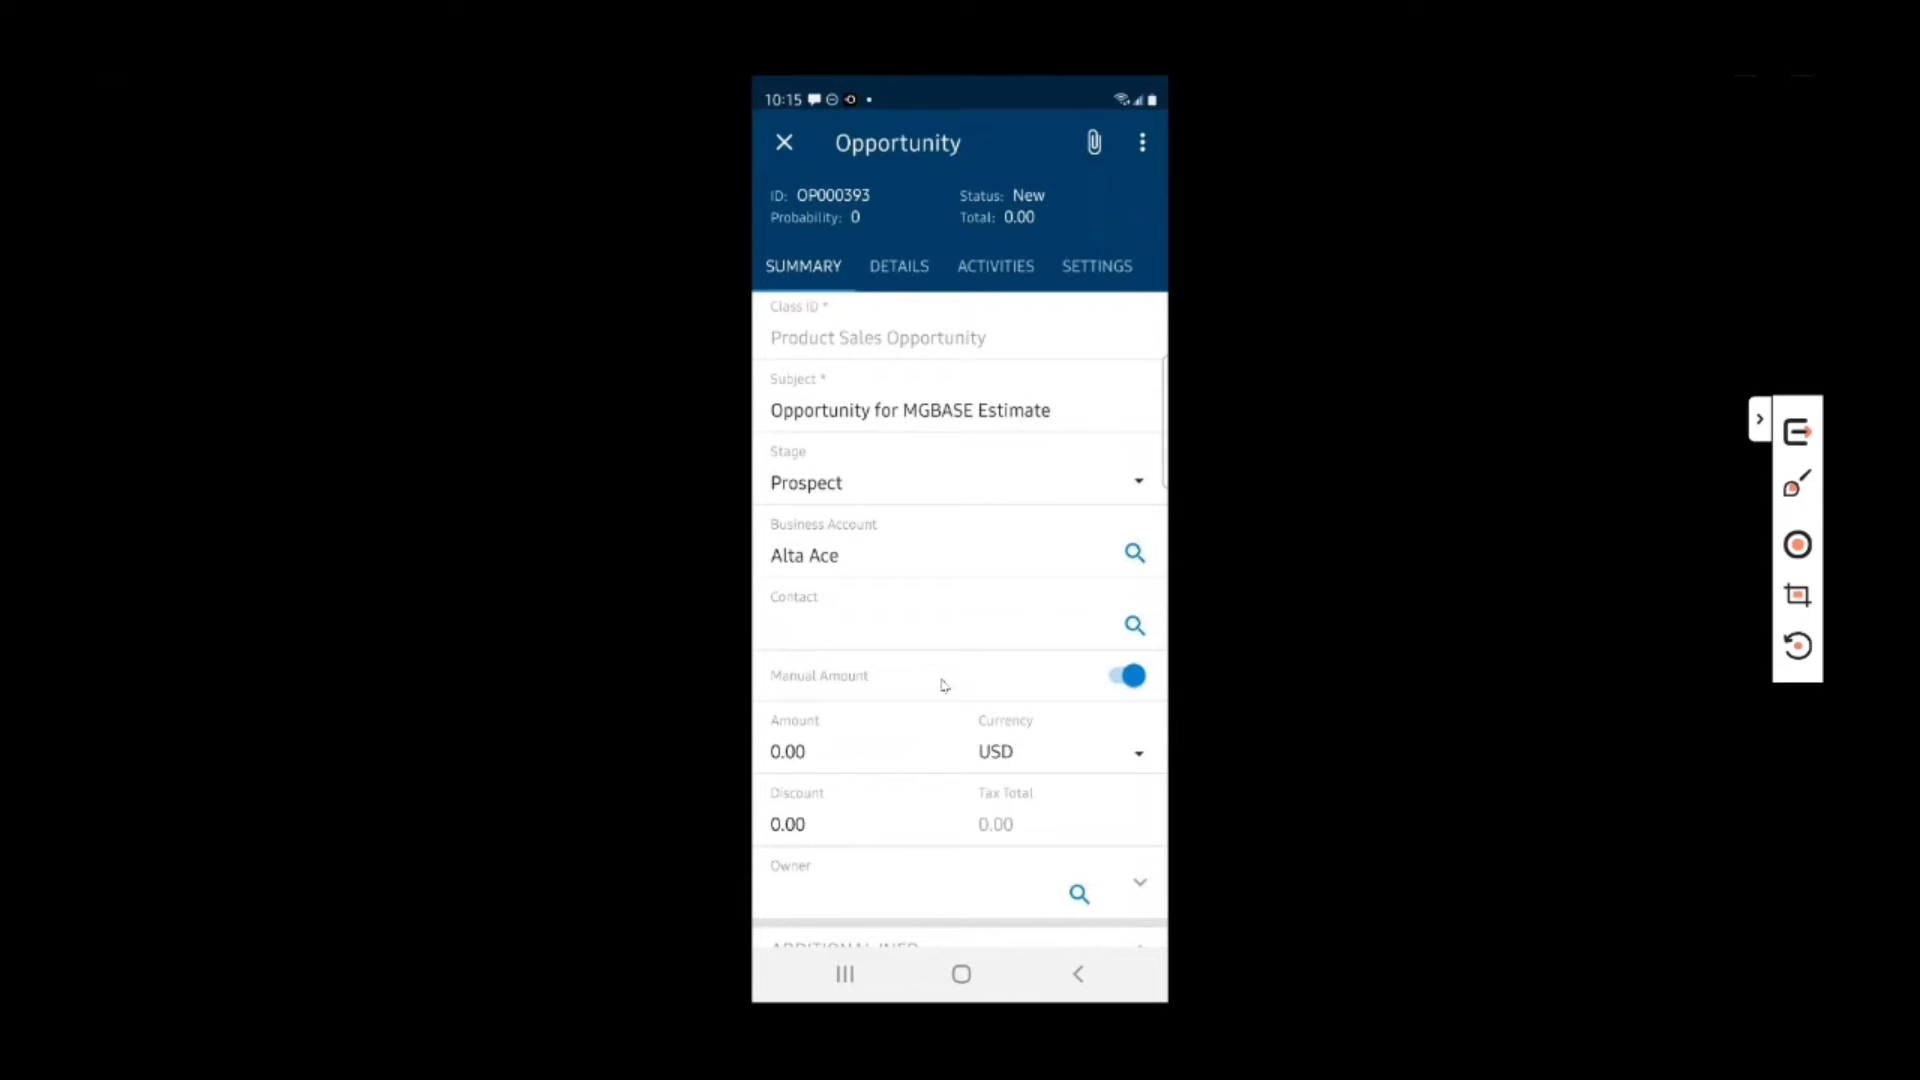 10:15
Opportunity
ID: OP000393 Status: New
Probability: 0 Total: 0.00
SUMMARY DETAILS ACTIVITIES SETTINGS
Class ID *
Product Sales Opportunity
Subject *
Opportunity for MGBASE Estimate
Stage
Prospect
Business Account
Alta Ace
Contact
Manual Amount
Amount Currency
0.00 USD
Discount Tax Total
0.00 0.00
Owner
ADDITIONAL INFO